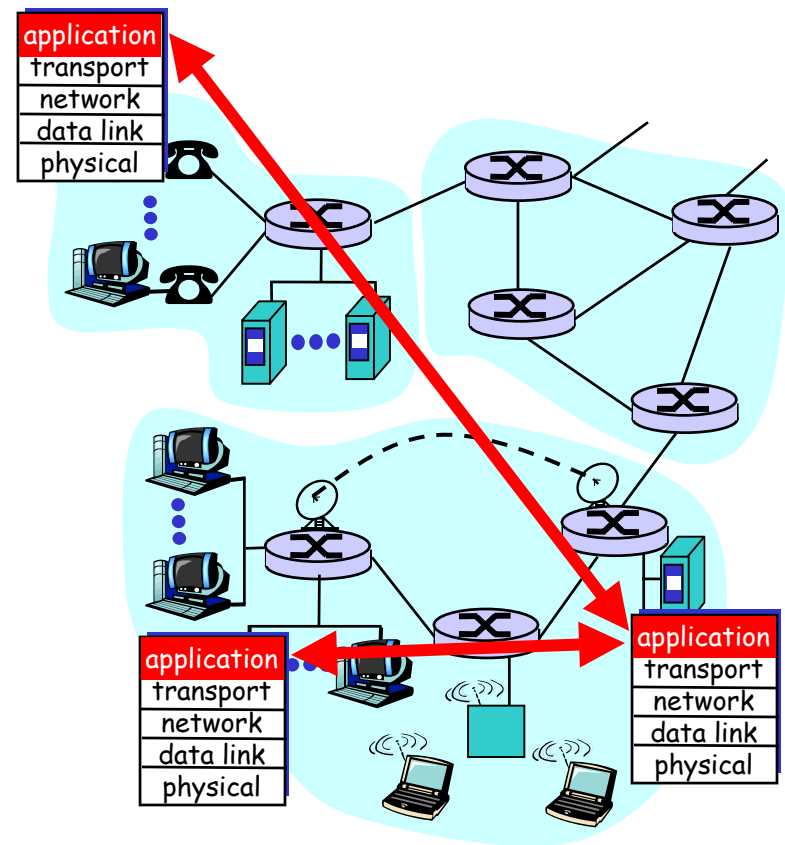 application
transport
network
data link
physical
application
transport
network
data link
physical
application
transport
network
data link
physical